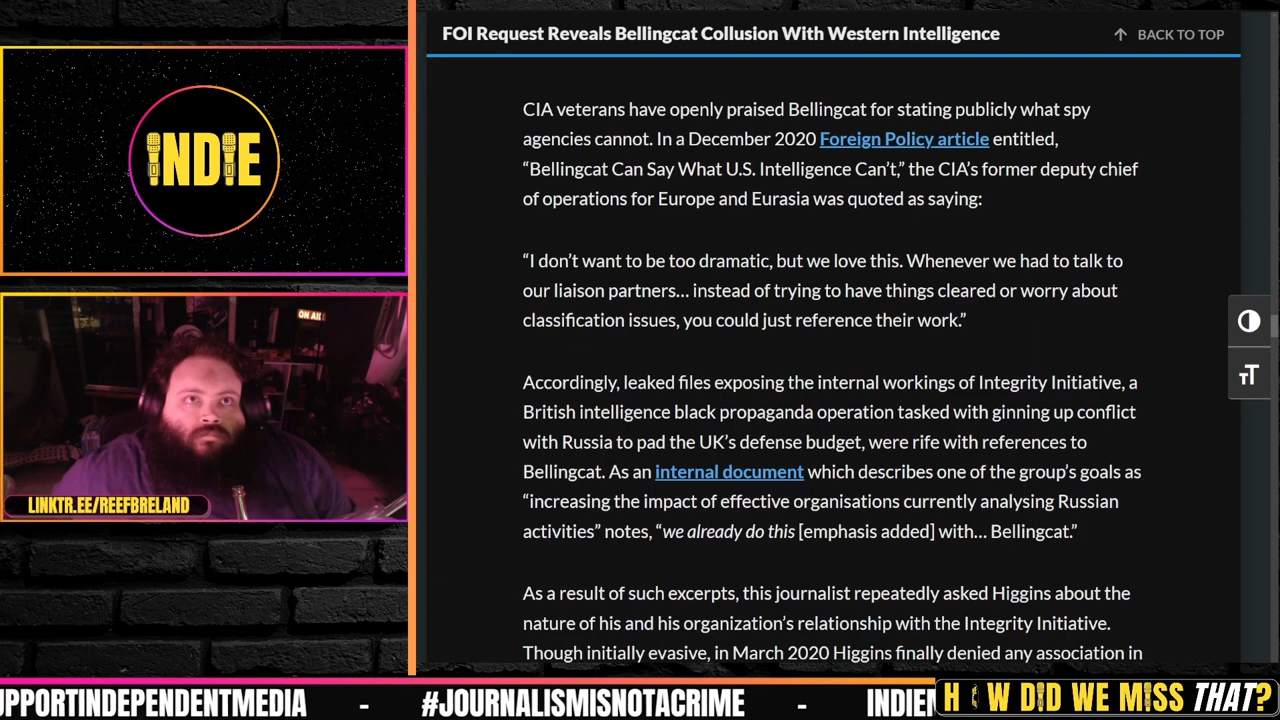 FOI Request Reveals Bellingcat Collusion With Western Intelligence
BACK TO TOP
INDIE
CIA veterans have openly praised Bellingcat for stating publicly what spy
agencies cannot. In a December 2020 Foreign Policy article entitled,
“Bellingcat Can Say What U.S. Intelligence Can’t,” the CIA’s former deputy chief
of operations for Europe and Eurasia was quoted as saying:
“I don’t want to be too dramatic, but we love this. Whenever we had to talk to
our liaison partners… instead of trying to have things cleared or worry about
classification issues, you could just reference their work.”
Accordingly, leaked files exposing the internal workings of Integrity Initiative, a
British intelligence black propaganda operation tasked with ginning up conflict
with Russia to pad the UK’s defense budget, were rife with references to
Bellingcat. As an internal document which describes one of the group’s goals as
“increasing the impact of effective organisations currently analysing Russian
activities” notes, “we already do this [emphasis added] with… Bellingcat.”
As a result of such excerpts, this journalist repeatedly asked Higgins about the
nature of his and his organization’s relationship with the Integrity Initiative.
Though initially evasive, in March 2020 Higgins finally denied any association in
ON AIR
LINKTR.EE/REEFBRELAND
TT
UPPORTINDEPENDENTMEDIA - #JOURNALISMISNOTACRIME - INDIE
HOW DID WE MISS THAT?